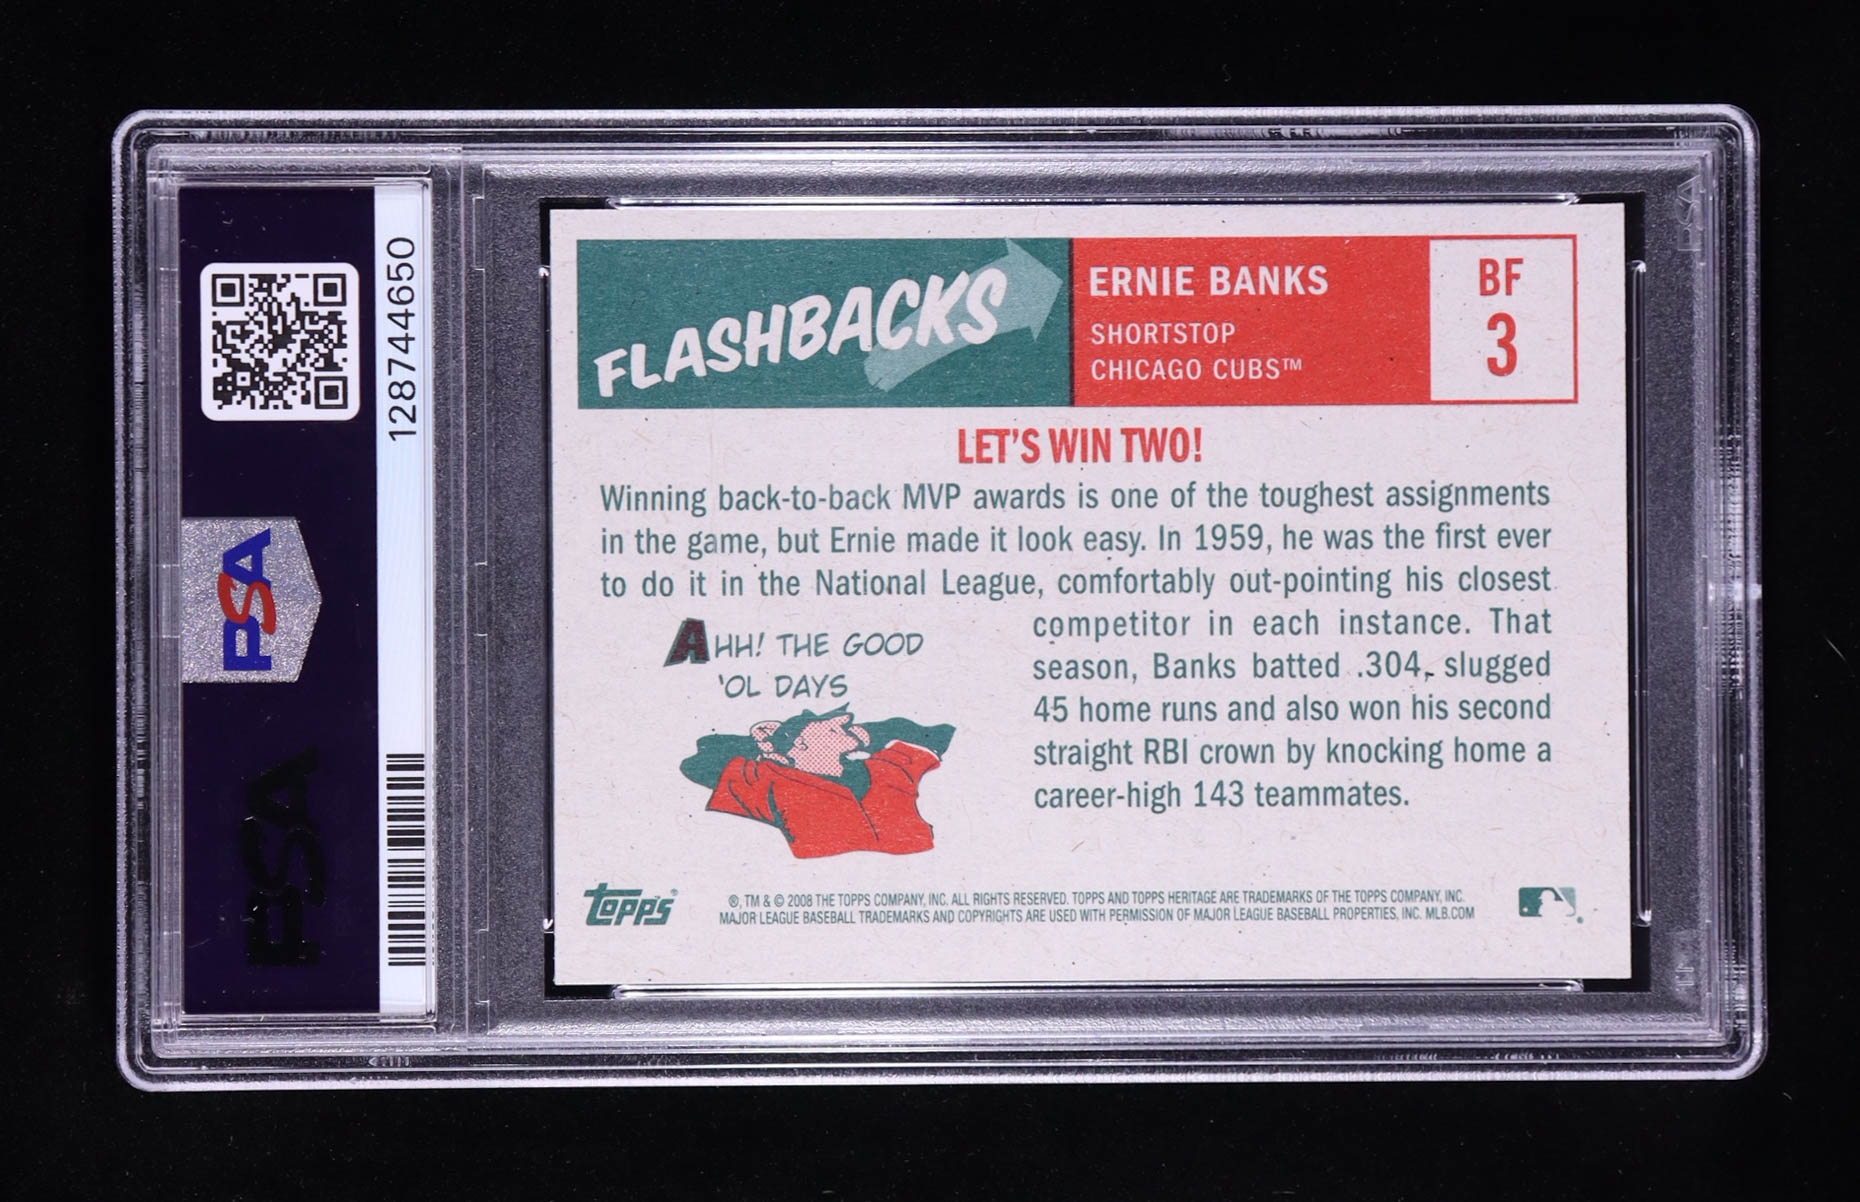 128744650
PSA
PSA
FLASHBACKS
ERNIE BANKS
SHORTSTOP
CHICAGO CUBS™
BF
3
LET'S WIN TWO!
Winning back-to-back MVP awards is one of the toughest assignments
in the game, but Ernie made it look easy. In 1959, he was the first ever
to do it in the National League, comfortably out-pointing his closest
competitor in each instance. That
season, Banks batted .304, slugged
45 home runs and also won his second
straight RBI crown by knocking home a
career-high 143 teammates.
AHH! THE GOOD
'OL DAYS
TOPPS®
®, TM & © 2008 THE TOPPS COMPANY, INC. ALL RIGHTS RESERVED. TOPPS AND TOPPS HERITAGE ARE TRADEMARKS OF THE TOPPS COMPANY, INC.
MAJOR LEAGUE BASEBALL TRADEMARKS AND COPYRIGHTS ARE USED WITH PERMISSION OF MAJOR LEAGUE BASEBALL PROPERTIES, INC. MLB.COM
PSA